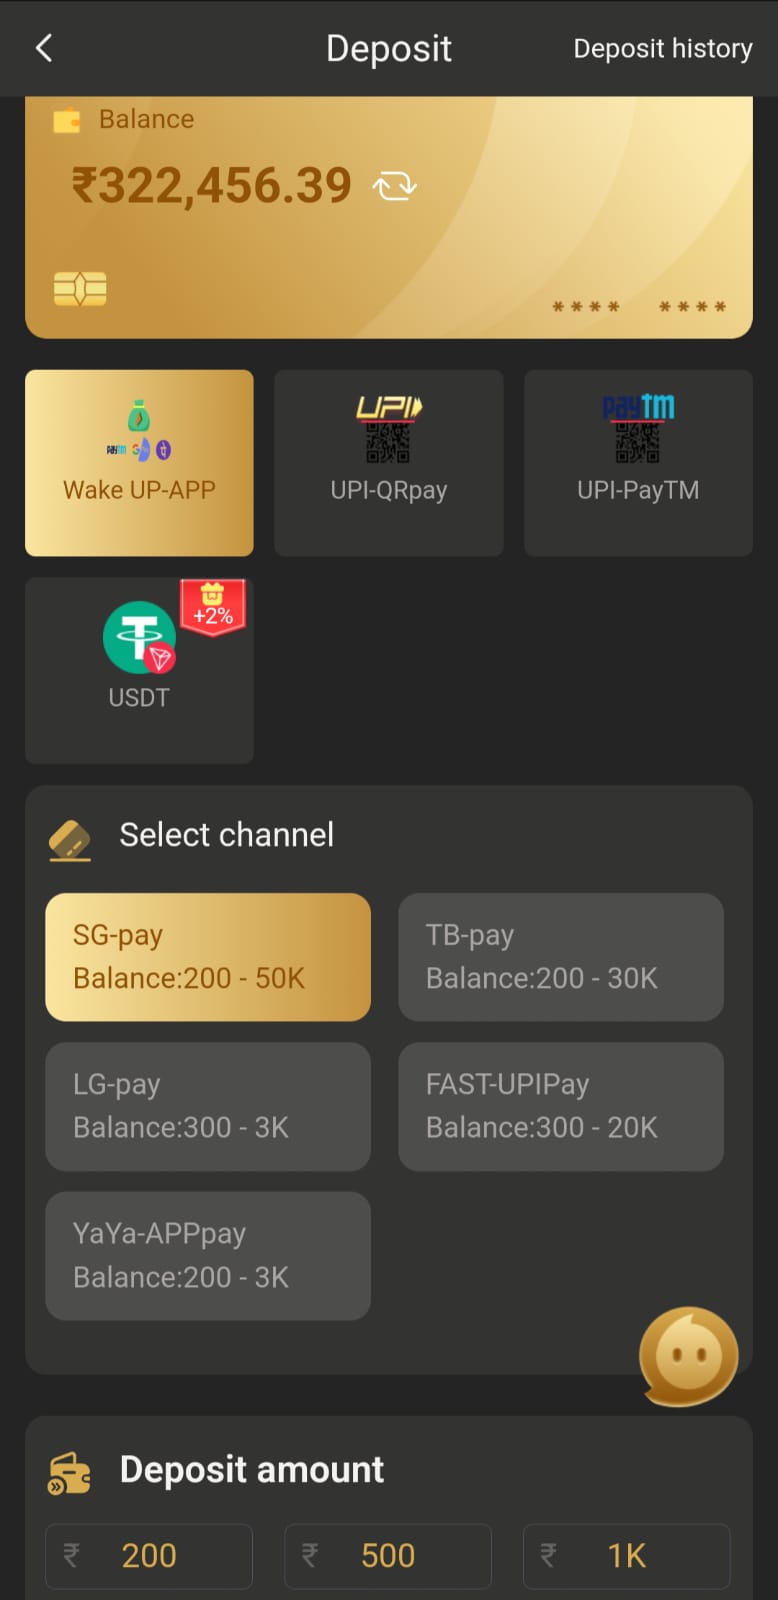 Deposit
Deposit history
Balance
₹322,456.39
**** ****
Wake UP-APP
UPI
UPI-QRpay
paytm
UPI-PayTM
+2%
USDT
Select channel
SG-pay
Balance:200 - 50K
TB-pay
Balance:200 - 30K
LG-pay
Balance:300 - 3K
FAST-UPIPay
Balance:300 - 20K
YaYa-APPpay
Balance:200 - 3K
Deposit amount
₹ 200
₹ 500
₹ 1K